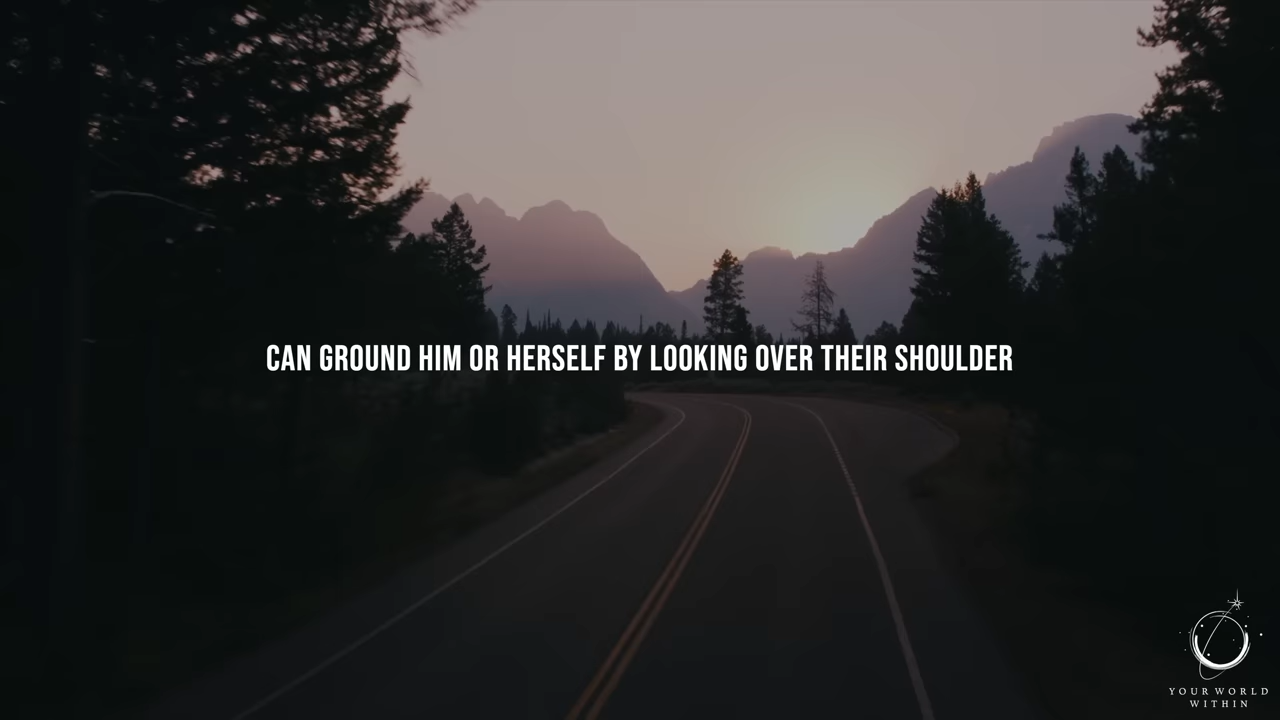 CAN GROUND HIM OR HERSELF BY LOOKING OVER THEIR SHOULDER
YOUR WORLD
WITHIN